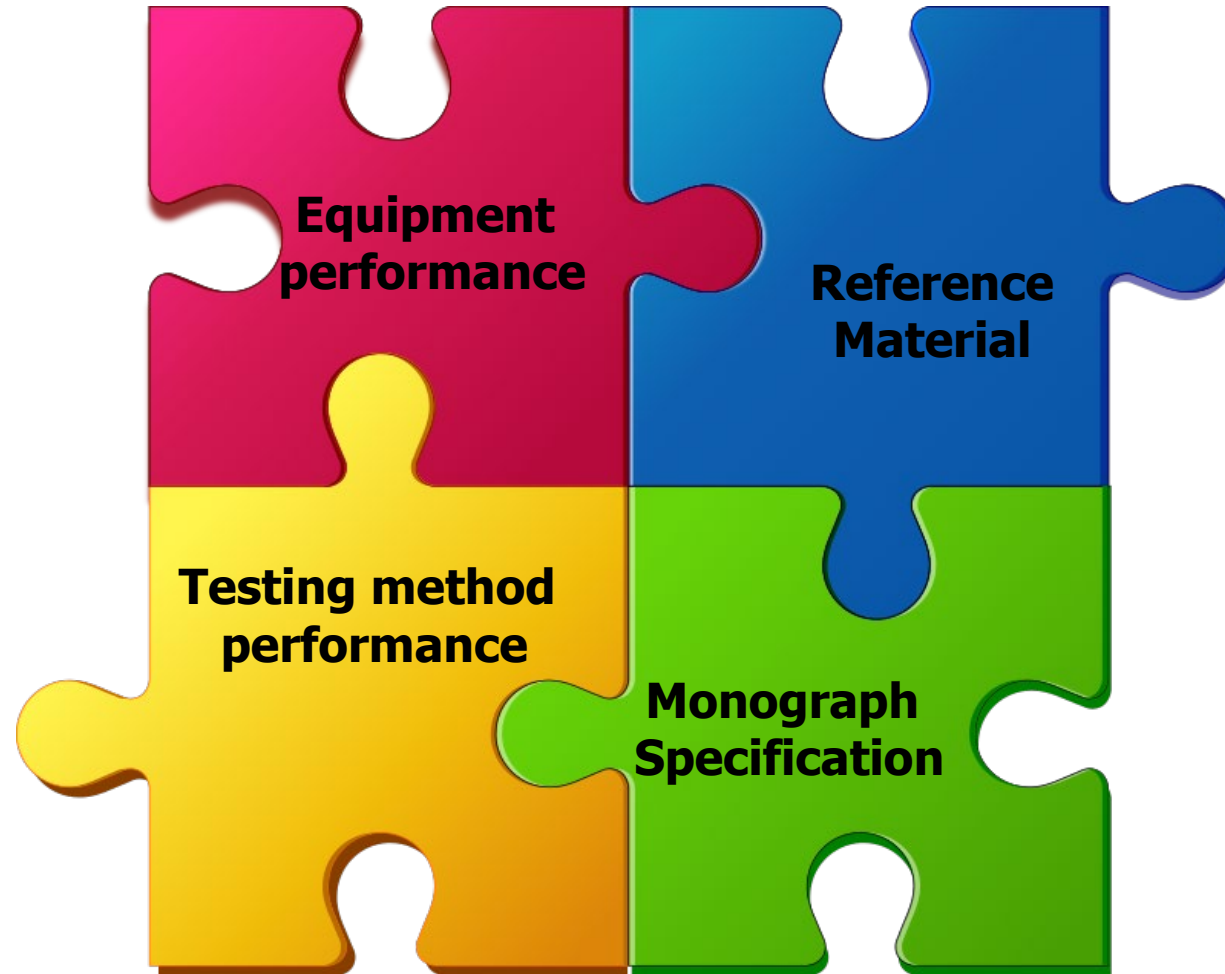 Equipment
performance
Reference
Material
Testing method
performance
Monograph
Specification